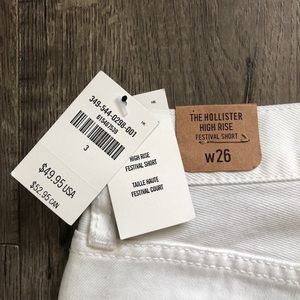 349-544-0298-001
3
$49.95 USA
$52.95 CAN
HIGH RISE
FESTIVAL SHORT
TAILLE HAUTE
FESTIVAL COURT
THE HOLLISTER
HIGH RISE
FESTIVAL SHORT
W26